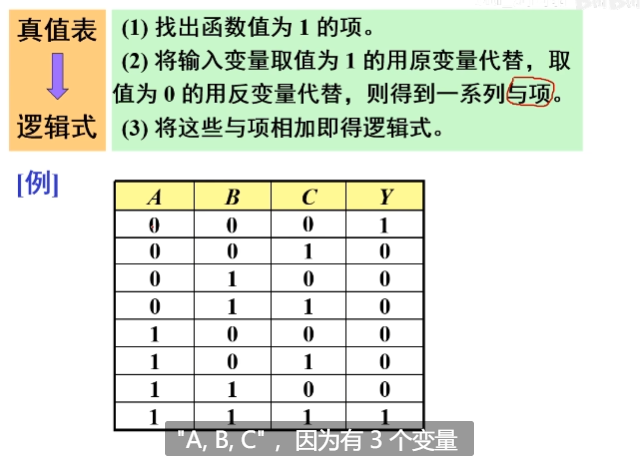 真值表
逻辑式
(1) 找出函数值为 1 的项。
(2) 将输入变量取值为 1 的用原变量代替，取
值为 0 的用反变量代替，则得到一系列与项。
(3) 将这些与项相加即得逻辑式。
[例]
A B C Y
0 0 0 1
0 0 1 0
0 1 0 0
0 1 1 0
1 0 0 0
1 0 1 0
1 1 0 0
1 1 1 1
"A, B, C" ，因为有 3 个变量